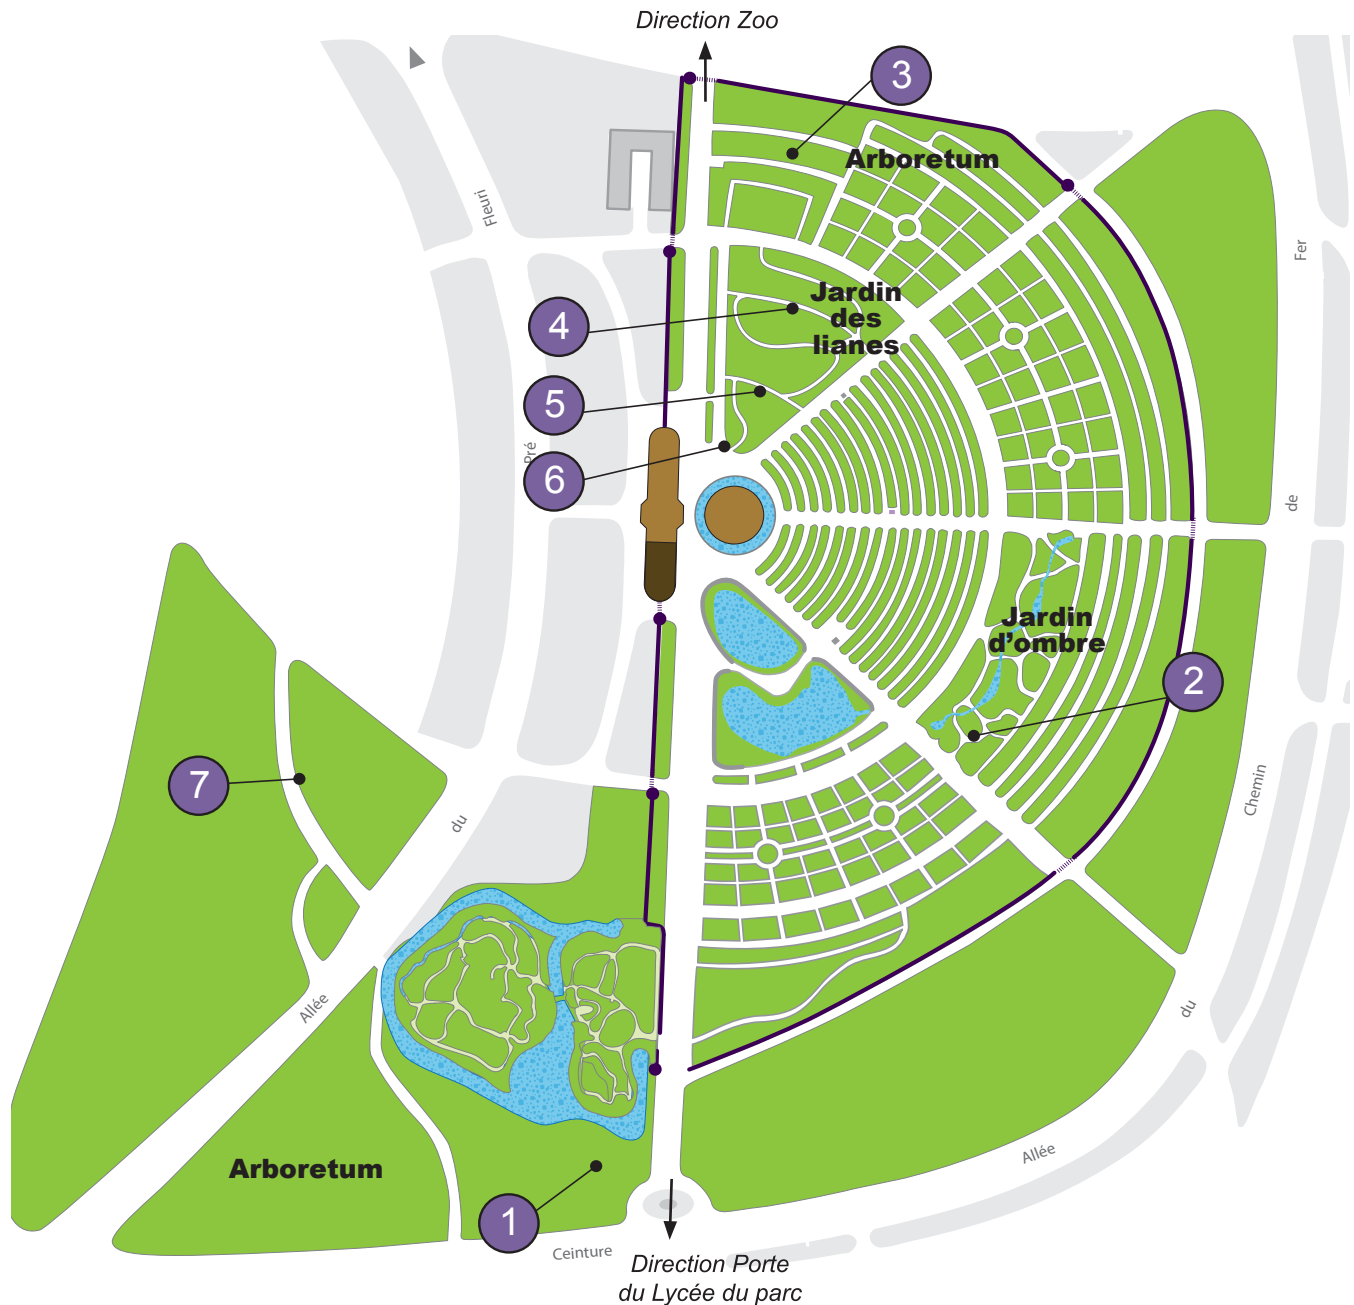 Direction Zoo
3
Arboretum
Fleuri
Fer
Jardin
des
lianes
4
5
Pré
6
de
Jardin
d'ombre
2
7
du
Chemin
Allée
du
Allée
Arboretum
1
Ceinture
Direction Porte
du Lycée du parc